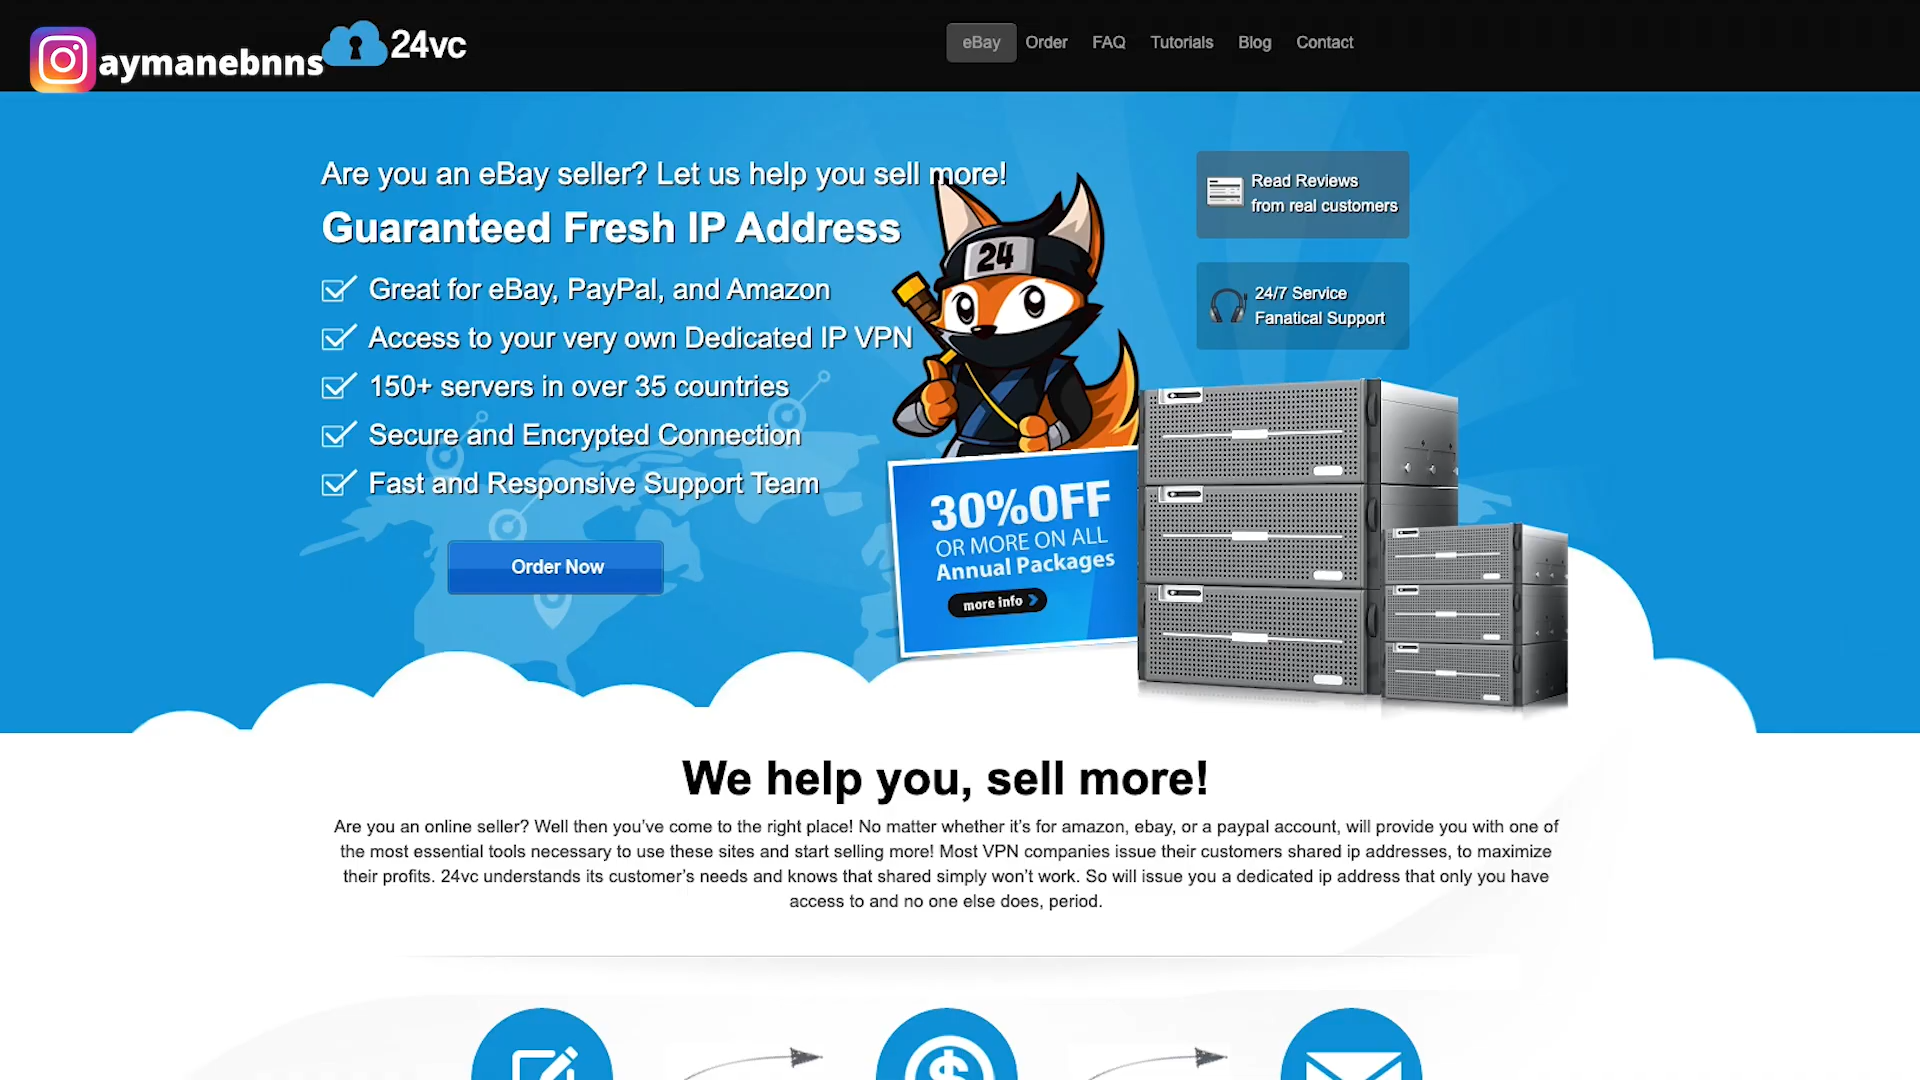 aymanebnns
24vc
eBay
Order
FAQ
Tutorials
Blog
Contact
Are you an eBay seller? Let us help you sell more!
Guaranteed Fresh IP Address
Great for eBay, PayPal, and Amazon
Access to your very own Dedicated IP VPN
150+ servers in over 35 countries
Secure and Encrypted Connection
Fast and Responsive Support Team
Order Now
24
30%OFF
OR MORE ON ALL
Annual Packages
more info
Read Reviews
from real customers
24/7 Service
Fanatical Support
We help you, sell more!
Are you an online seller? Well then you’ve come to the right place! No matter whether it’s for amazon, ebay, or a paypal account, will provide you with one of
the most essential tools necessary to use these sites and start selling more! Most VPN companies issue their customers shared ip addresses, to maximize
their profits. 24vc understands its customer’s needs and knows that shared simply won’t work. So will issue you a dedicated ip address that only you have
access to and no one else does, period.